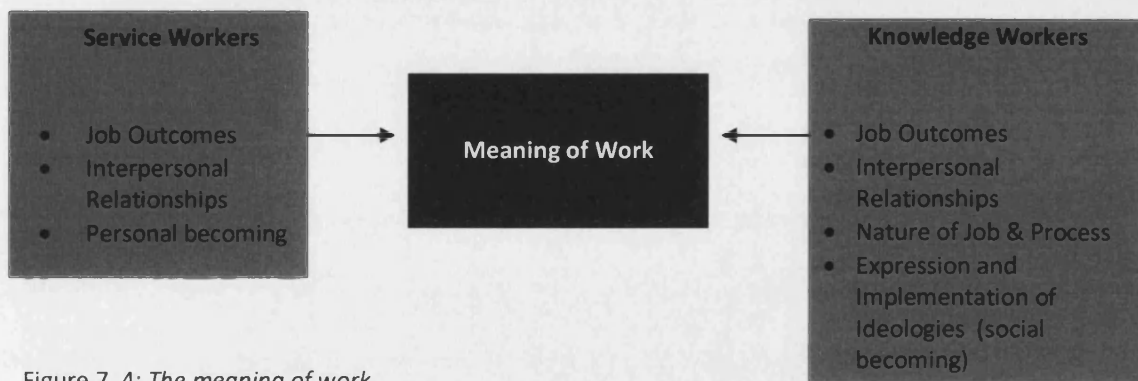 Service Workers
• Job Outcomes
• Interpersonal
Relationships
• Personal becoming
Meaning of Work
Knowledge Workers
• Job Outcomes
• Interpersonal
Relationships
• Nature of Job & Process
• Expression and
Implementation of
Ideologies (social
becoming)
Figure 7. 4: The meaning of work